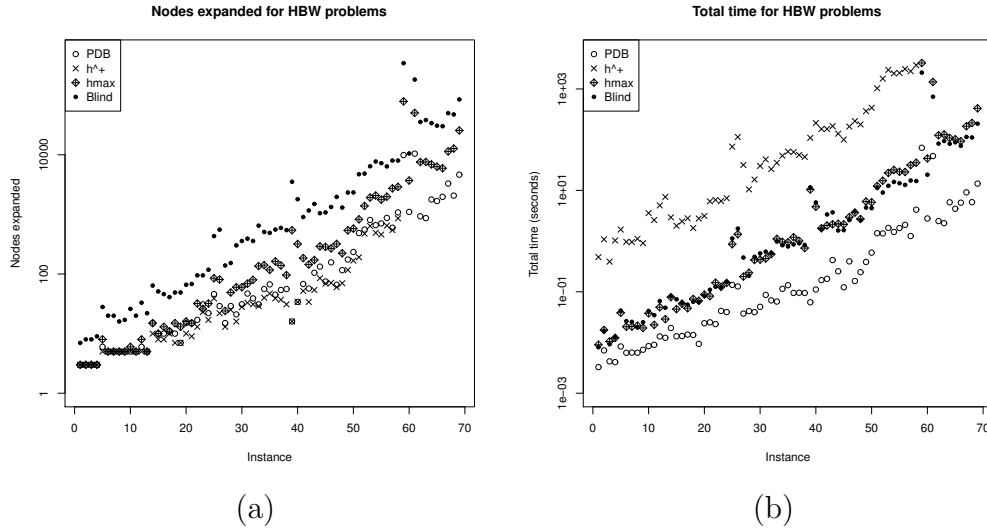 Nodes expanded for HBW problems
PDB
h^+
hmax
Blind
Nodes expanded
1
100
10000
0 10 20 30 40 50 60 70
Instance
(a)
Total time for HBW problems
PDB
h^+
hmax
Blind
Total time (seconds)
1e−03
1e−01
1e+01
1e+03
0 10 20 30 40 50 60 70
Instance
(b)